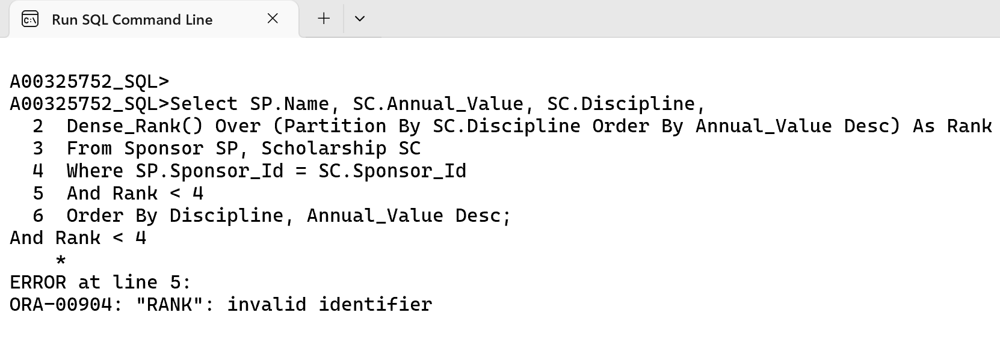 Run SQL Command Line
A00325752_SQL>
A00325752_SQL>Select SP.Name, SC.Annual_Value, SC.Discipline,
  2  Dense_Rank() Over (Partition By SC.Discipline Order By Annual_Value Desc) As Rank
  3  From Sponsor SP, Scholarship SC
  4  Where SP.Sponsor_Id = SC.Sponsor_Id
  5  And Rank < 4
  6  Order By Discipline, Annual_Value Desc;
And Rank < 4
    *
ERROR at line 5:
ORA-00904: "RANK": invalid identifier